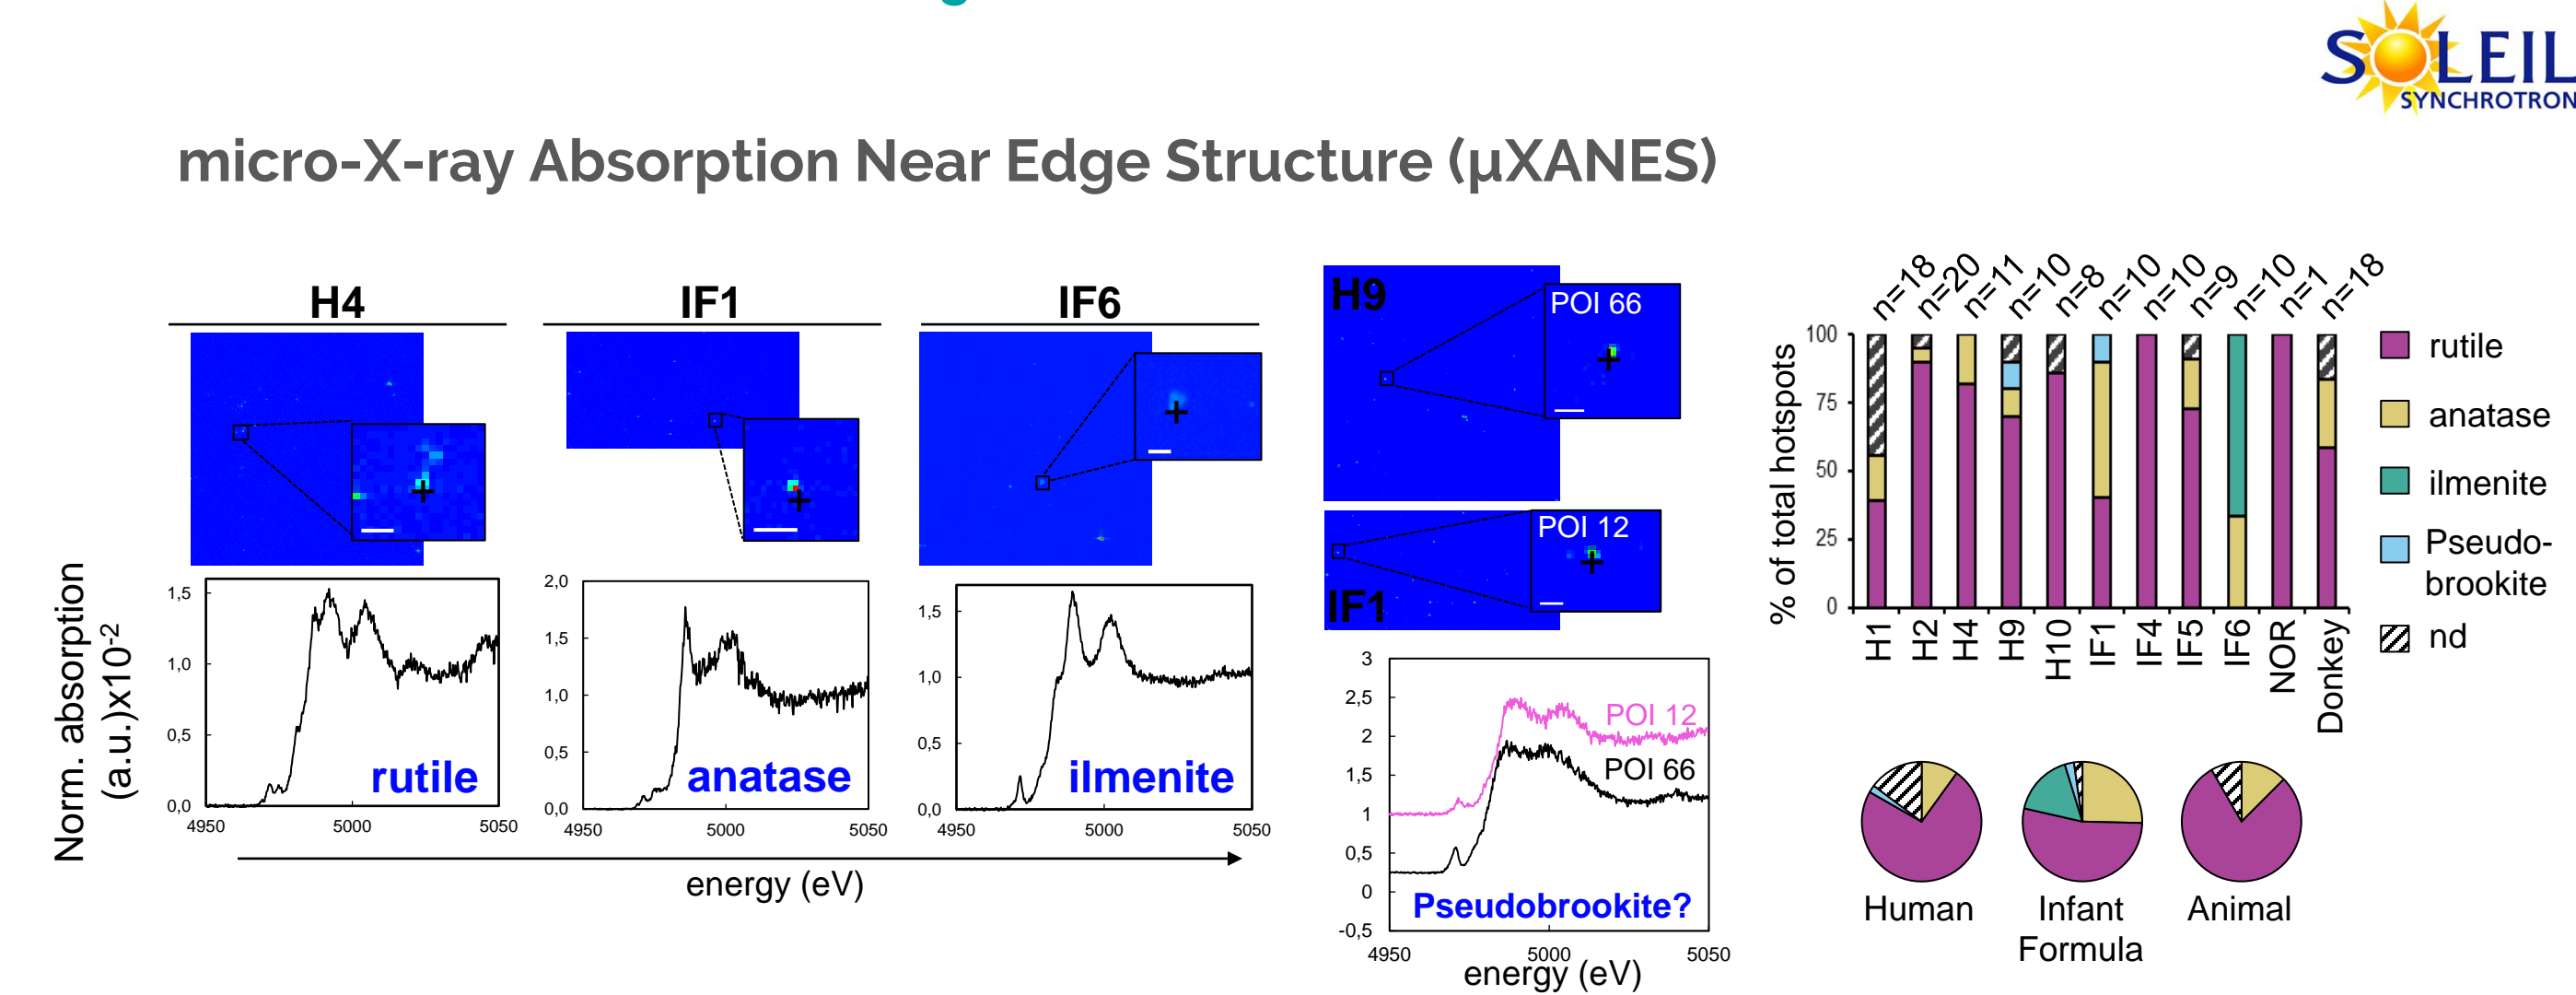 SOLEIL
SYNCHROTRON
micro-X-ray Absorption Near Edge Structure (µXANES)
H4
IF1
IF6
H9
POI 66
POI 12
IF1
Norm. absorption
(a.u.)x10-2
1,5
1,0
0,5
0,0
4950
5000
5050
rutile
2,0
1,5
1,0
0,5
0,0
4950
5000
5050
anatase
1,5
1,0
0,5
0,0
4950
5000
5050
ilmenite
energy (eV)
3
2,5
2
1,5
1
0,5
0
-0,5
4950
5000
5050
POI 12
POI 66
Pseudobrookite?
energy (eV)
n=18
n=20
n=11
n=10
n=8
n=10
n=10
n=9
n=10
n=1
n=18
% of total hotspots
100
75
50
25
0
H1
H2
H4
H9
H10
IF1
IF4
IF5
IF6
NOR
Donkey
rutile
anatase
ilmenite
Pseudo-
brookite
nd
Human
Infant
Formula
Animal